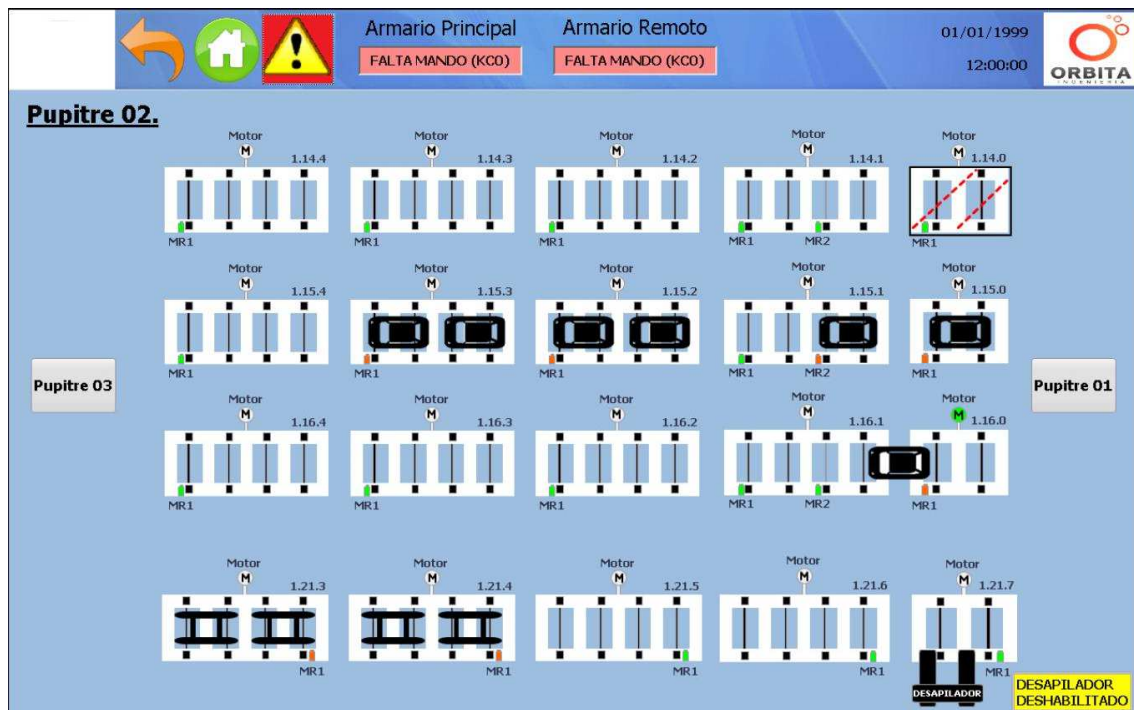 Armario Principal
Armario Remoto
FALTA MANDO (KC0)
FALTA MANDO (KC0)
01/01/1999
12:00:00
ORBITA
INGENIERIA
Pupitre 02.
Motor Motor Motor Motor Motor
M M M M M
1.14.4 1.14.3 1.14.2 1.14.1 1.14.0
MR1 MR1 MR1 MR1 MR2 MR1
Motor Motor Motor Motor Motor
M M M M M
1.15.4 1.15.3 1.15.2 1.15.1 1.15.0
MR1 MR1 MR1 MR1 MR2 MR1
Pupitre 03
Pupitre 01
Motor Motor Motor Motor Motor
M M M M M
1.16.4 1.16.3 1.16.2 1.16.1 1.16.0
MR1 MR1 MR1 MR1 MR2 MR1
Motor Motor Motor Motor Motor
M M M M M
1.21.3 1.21.4 1.21.5 1.21.6 1.21.7
MR1 MR1 MR1 MR1 MR1
DESAPILADOR
DESAPILADOR
DESHABILITADO